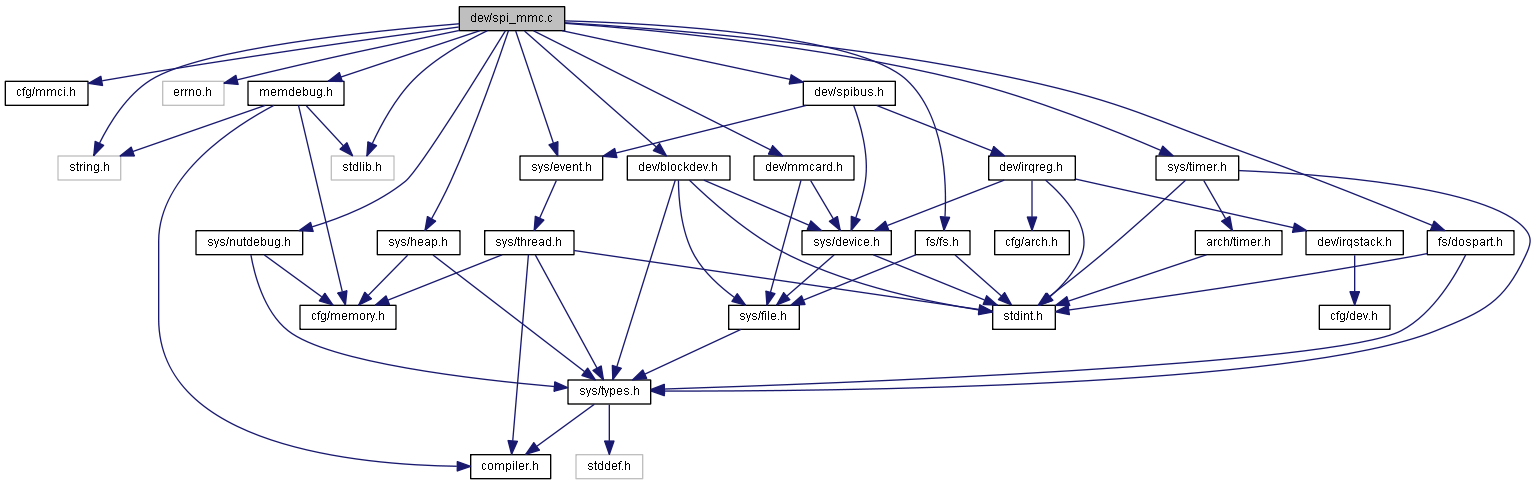 dev/spi_mmc.c
cfg/mmci.h
errno.h
memdebug.h
dev/spibus.h
string.h
stdlib.h
sys/event.h
dev/blockdev.h
dev/mmcard.h
dev/irqreg.h
sys/timer.h
sys/nutdebug.h
sys/heap.h
sys/thread.h
sys/device.h
fs/fs.h
cfg/arch.h
arch/timer.h
dev/irqstack.h
fs/dospart.h
cfg/memory.h
sys/file.h
stdint.h
cfg/dev.h
sys/types.h
compiler.h
stddef.h